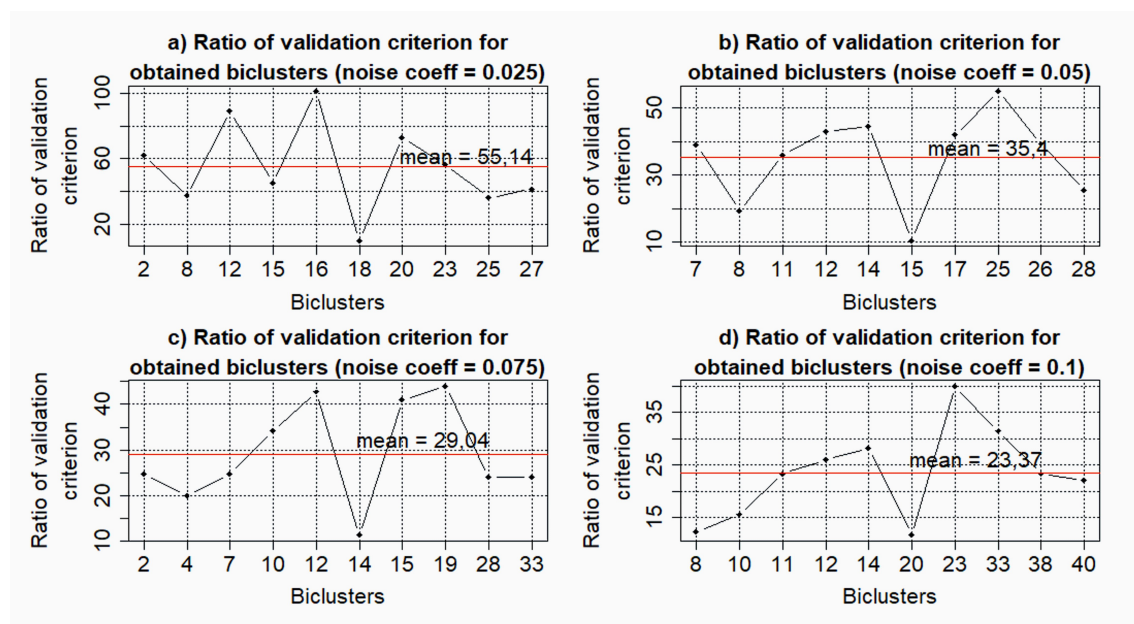 a) Ratio of validation criterion for
obtained biclusters (noise coeff = 0.025)
Ratio of validation
criterion
100
60
20
mean = 55,14
2 8 12 15 16 18 20 23 25 27
Biclusters
b) Ratio of validation criterion for
obtained biclusters (noise coeff = 0.05)
Ratio of validation
criterion
50
30
10
mean = 35,4
7 8 11 12 14 15 17 25 26 28
Biclusters
c) Ratio of validation criterion for
obtained biclusters (noise coeff = 0.075)
Ratio of validation
criterion
40
30
20
10
mean = 29,04
2 4 7 10 12 14 15 19 28 33
Biclusters
d) Ratio of validation criterion for
obtained biclusters (noise coeff = 0.1)
Ratio of validation
criterion
35
25
15
mean = 23,37
8 10 11 12 14 20 23 33 38 40
Biclusters